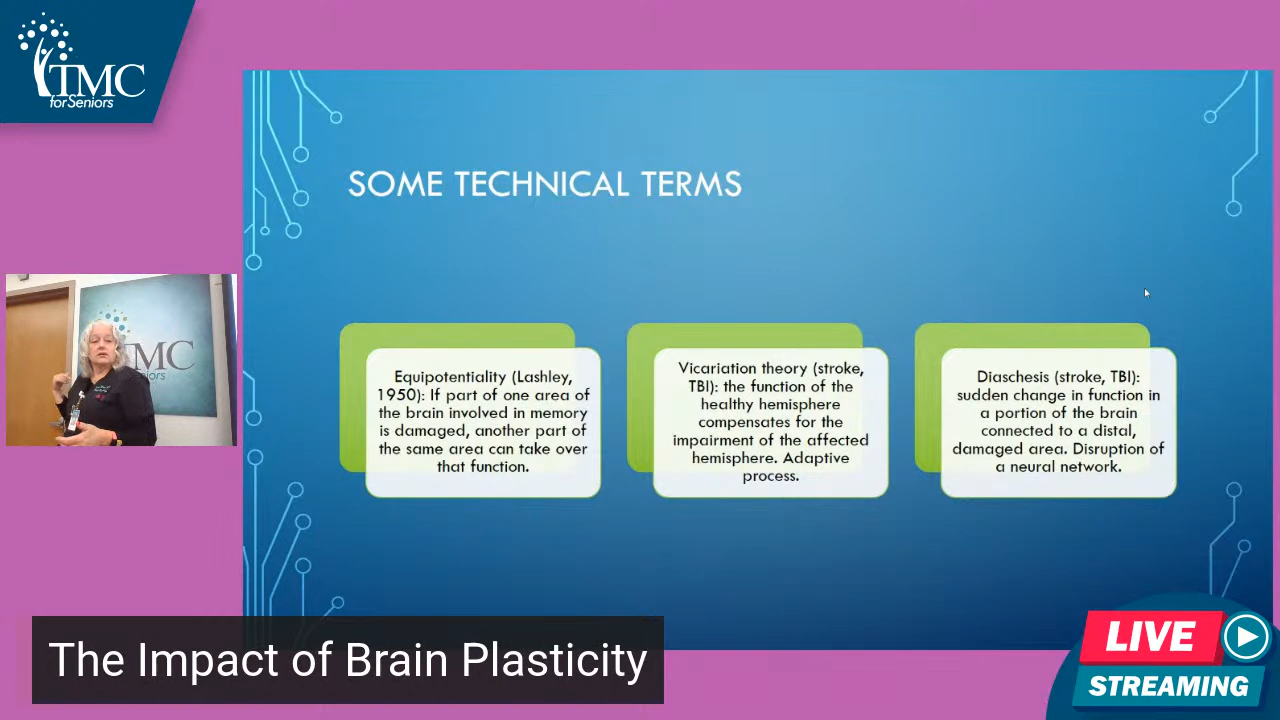 TMC
for Seniors
SOME TECHNICAL TERMS
Equipotentiality (Lashley,
1950): If part of one area of
the brain involved in memory
is damaged, another part of
the same area can take over
that function.
Vicariation theory (stroke,
TBI): the function of the
healthy hemisphere
compensates for the
impairment of the affected
hemisphere. Adaptive
process.
Diaschesis (stroke, TBI):
sudden change in function in
a portion of the brain
connected to a distal,
damaged area. Disruption of
a neural network.
TMC
The Impact of Brain Plasticity
LIVE
STREAMING